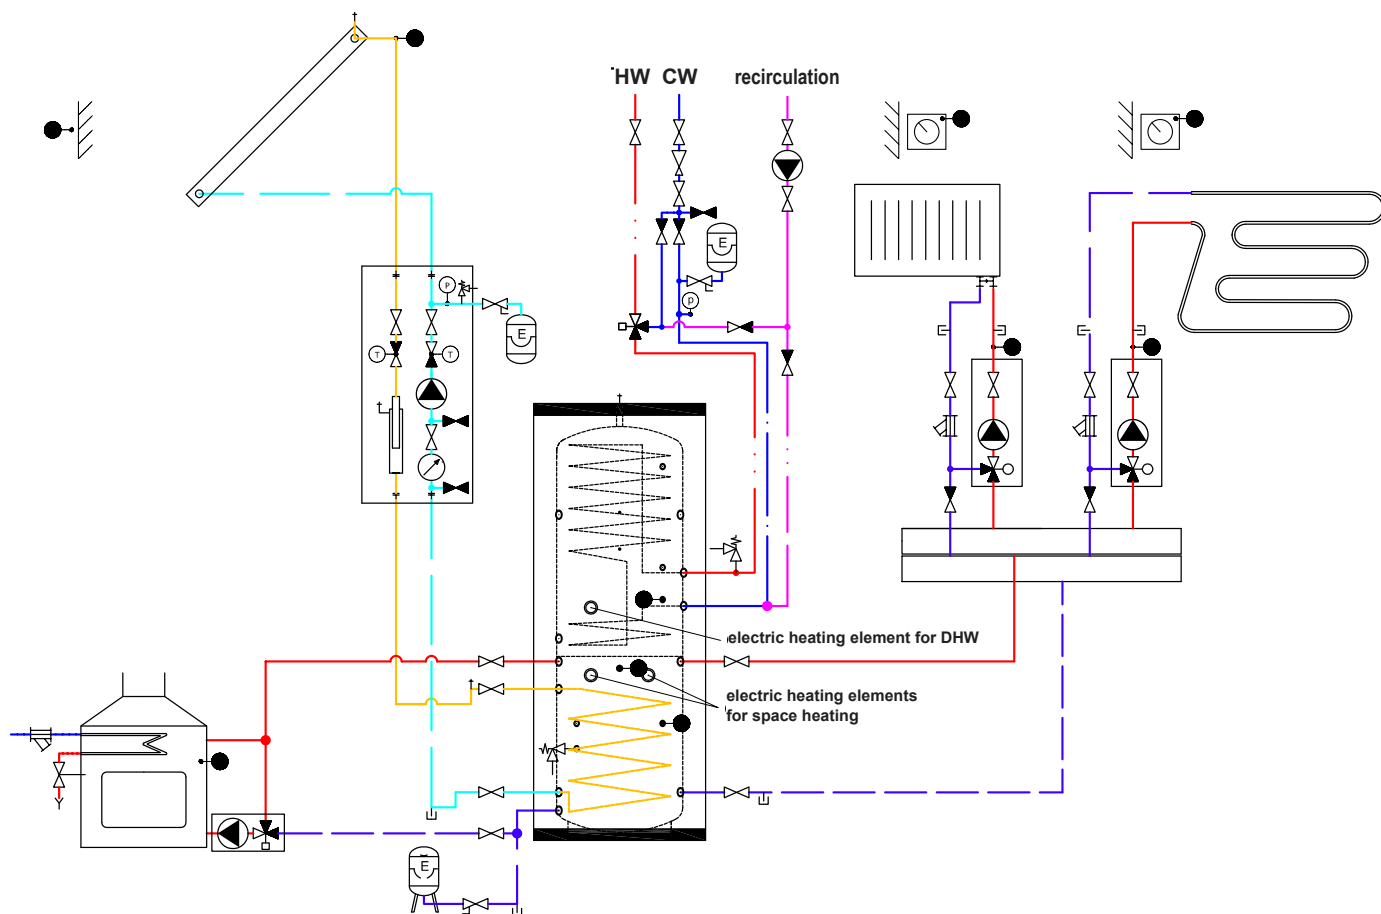 HW CW recirculation
E
P
E
p
T T
electric heating element for DHW
electric heating elements
for space heating
E